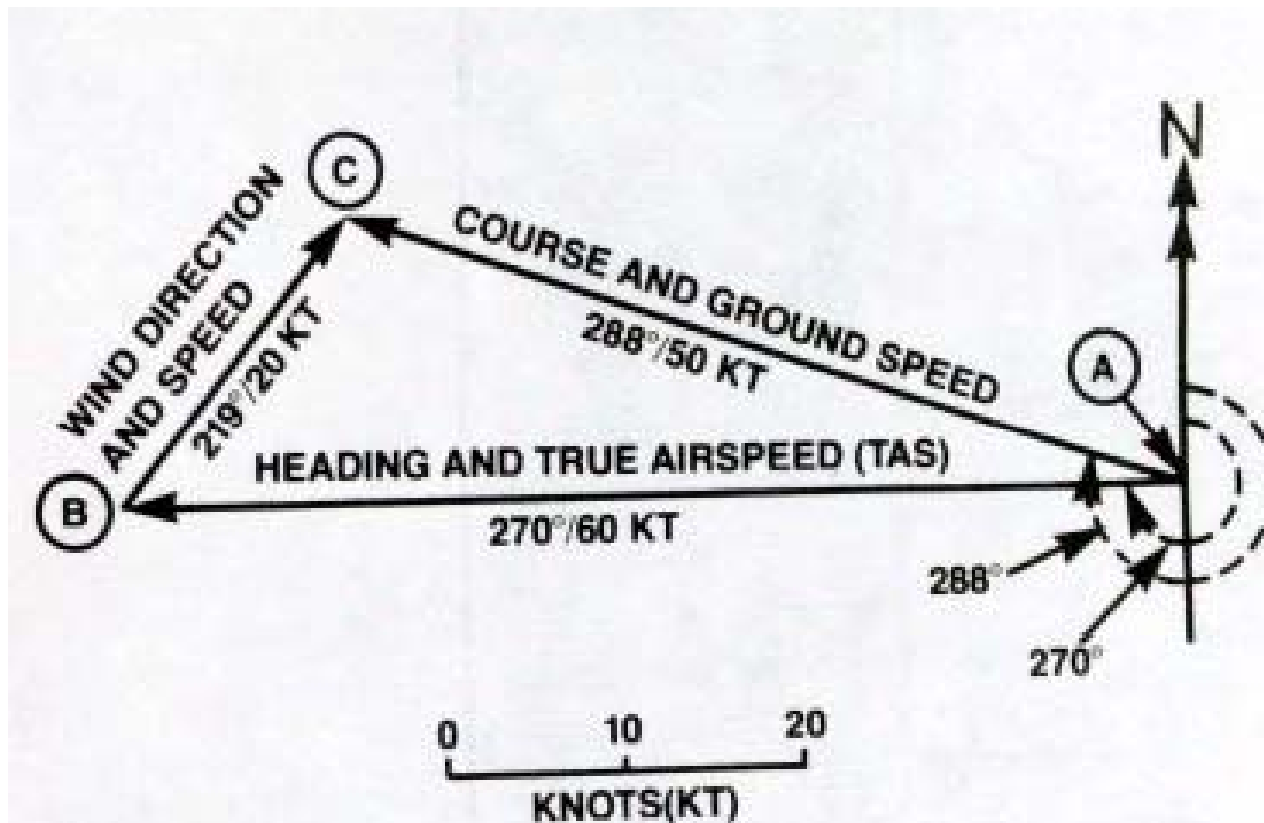 N
C
WIND DIRECTION
AND SPEED
219°/20 KT
COURSE AND GROUND SPEED
288°/50 KT
A
HEADING AND TRUE AIRSPEED (TAS)
B
270°/60 KT
288°
270°
0 10 20
KNOTS(KT)